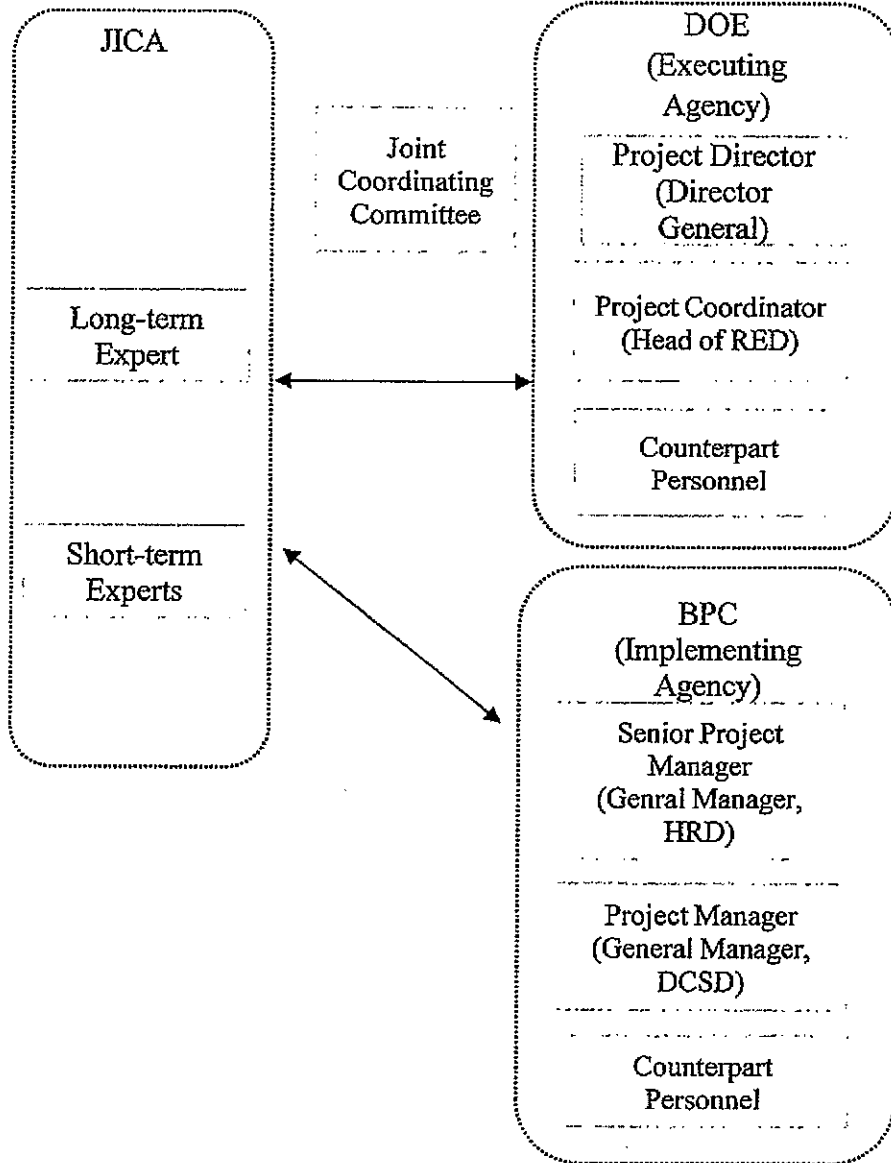 JICA
Long-term
Expert
Short-term
Experts
Joint
Coordinating
Committee
DOE
(Executing
Agency)
Project Director
(Director
General)
Project Coordinator
(Head of RED)
Counterpart
Personnel
BPC
(Implementing
Agency)
Senior Project
Manager
(Genral Manager,
HRD)
Project Manager
(General Manager,
DCSD)
Counterpart
Personnel